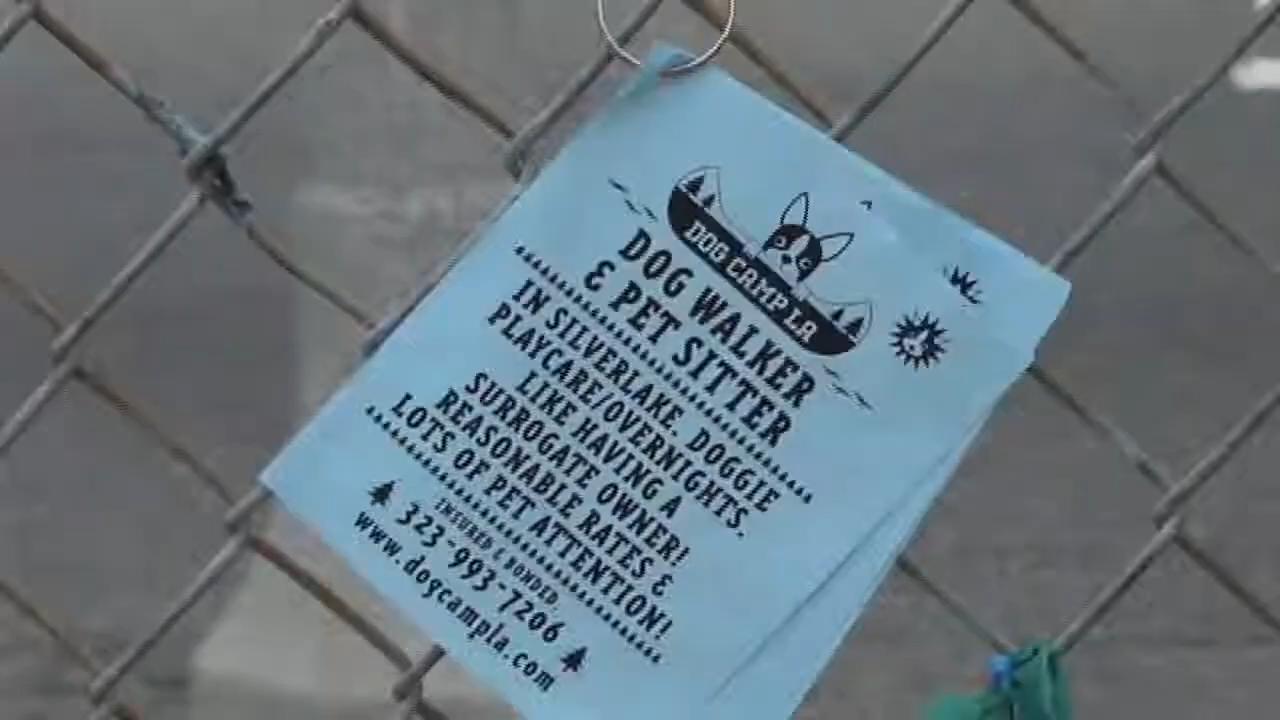 DOG CAMP LA
DOG WALKER
& PET SITTER
IN SILVERLAKE. DOGGIE
PLAYCARE/OVERNIGHTS.
LIKE HAVING A
SURROGATE OWNER!
REASONABLE RATES &
LOTS OF PET ATTENTION!
INSURED & BONDED
323-993-7206
www.dogcampla.com